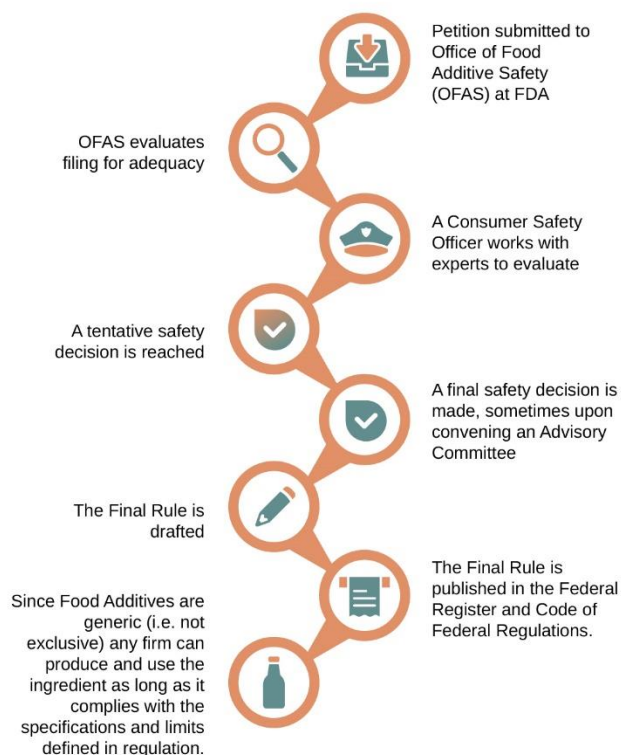 Petition submitted to
Office of Food
Additive Safety
(OFAS) at FDA
OFAS evaluates
filing for adequacy
A Consumer Safety
Officer works with
experts to evaluate
A tentative safety
decision is reached
A final safety decision is
made, sometimes upon
convening an Advisory
Committee
The Final Rule is
drafted
The Final Rule is
published in the Federal
Register and Code of
Federal Regulations.
Since Food Additives are
generic (i.e. not
exclusive) any firm can
produce and use the
ingredient as long as it
complies with the
specifications and limits
defined in regulation.